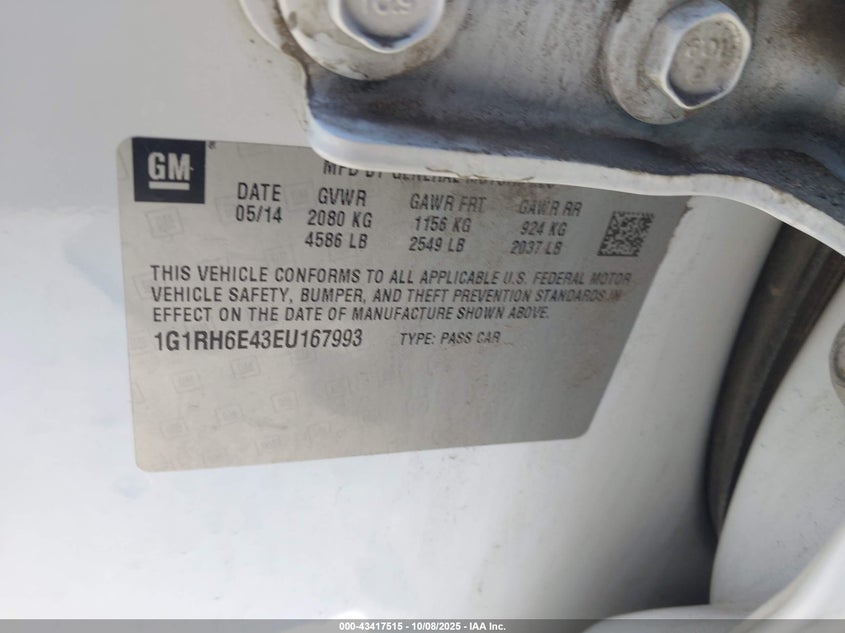 GM
MFD BY GENERAL
DATE GVWR GAWR FRT GAWR RR
05/14 2080 KG 1156 KG 924 KG
4586 LB 2549 LB 2037 LB
THIS VEHICLE CONFORMS TO ALL APPLICABLE U.S. FEDERAL MOTOR
VEHICLE SAFETY, BUMPER, AND THEFT PREVENTION STANDARDS IN
EFFECT ON THE DATE OF MANUFACTURE SHOWN ABOVE.
1G1RH6E43EU167993 TYPE: PASS CAR
000-43417515 - 10/08/2025 - IAA Inc.